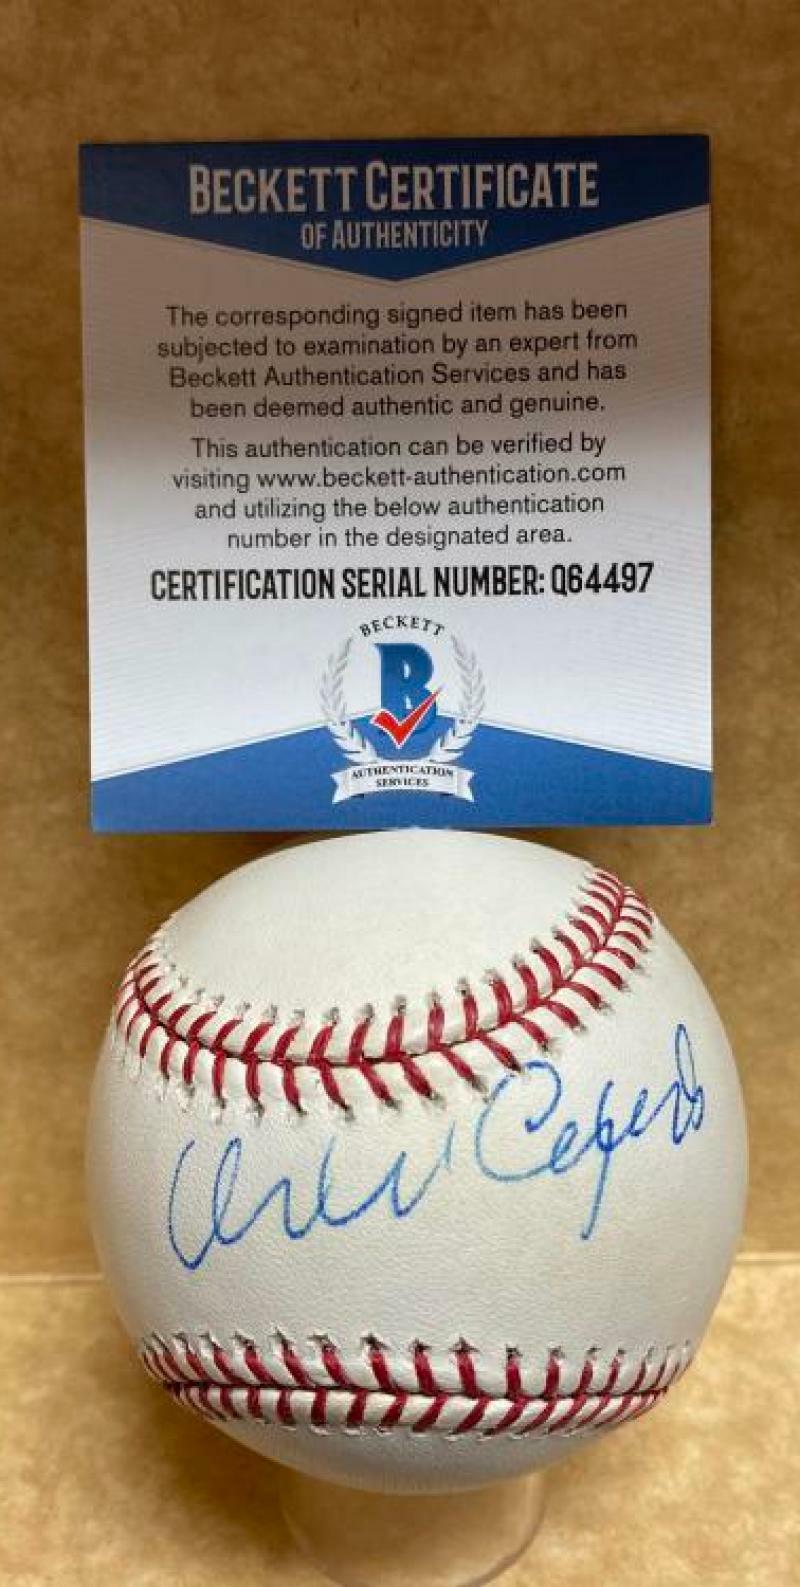 BECKETT CERTIFICATE
OF AUTHENTICITY
The corresponding signed item has been
subjected to examination by an expert from
Beckett Authentication Services and has
been deemed authentic and genuine.
This authentication can be verified by
visiting www.beckett-authentication.com
and utilizing the below authentication
number in the designated area.
CERTIFICATION SERIAL NUMBER: Q64497
BECKETT
B
AUTHENTICATION
SERVICES
Cepeda